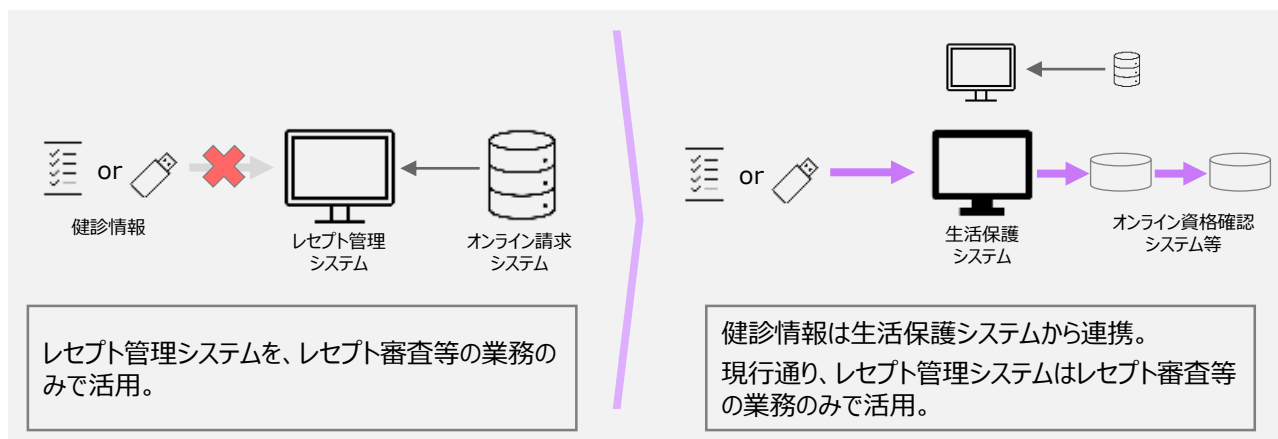 or
健診情報
レセプト管理
システム
オンライン請求
システム
レセプト管理システムを、レセプト審査等の業務の
みで活用。
or
生活保護
システム
オンライン資格確認
システム等
健診情報は生活保護システムから連携。
現行通り、レセプト管理システムはレセプト審査等
の業務のみで活用。